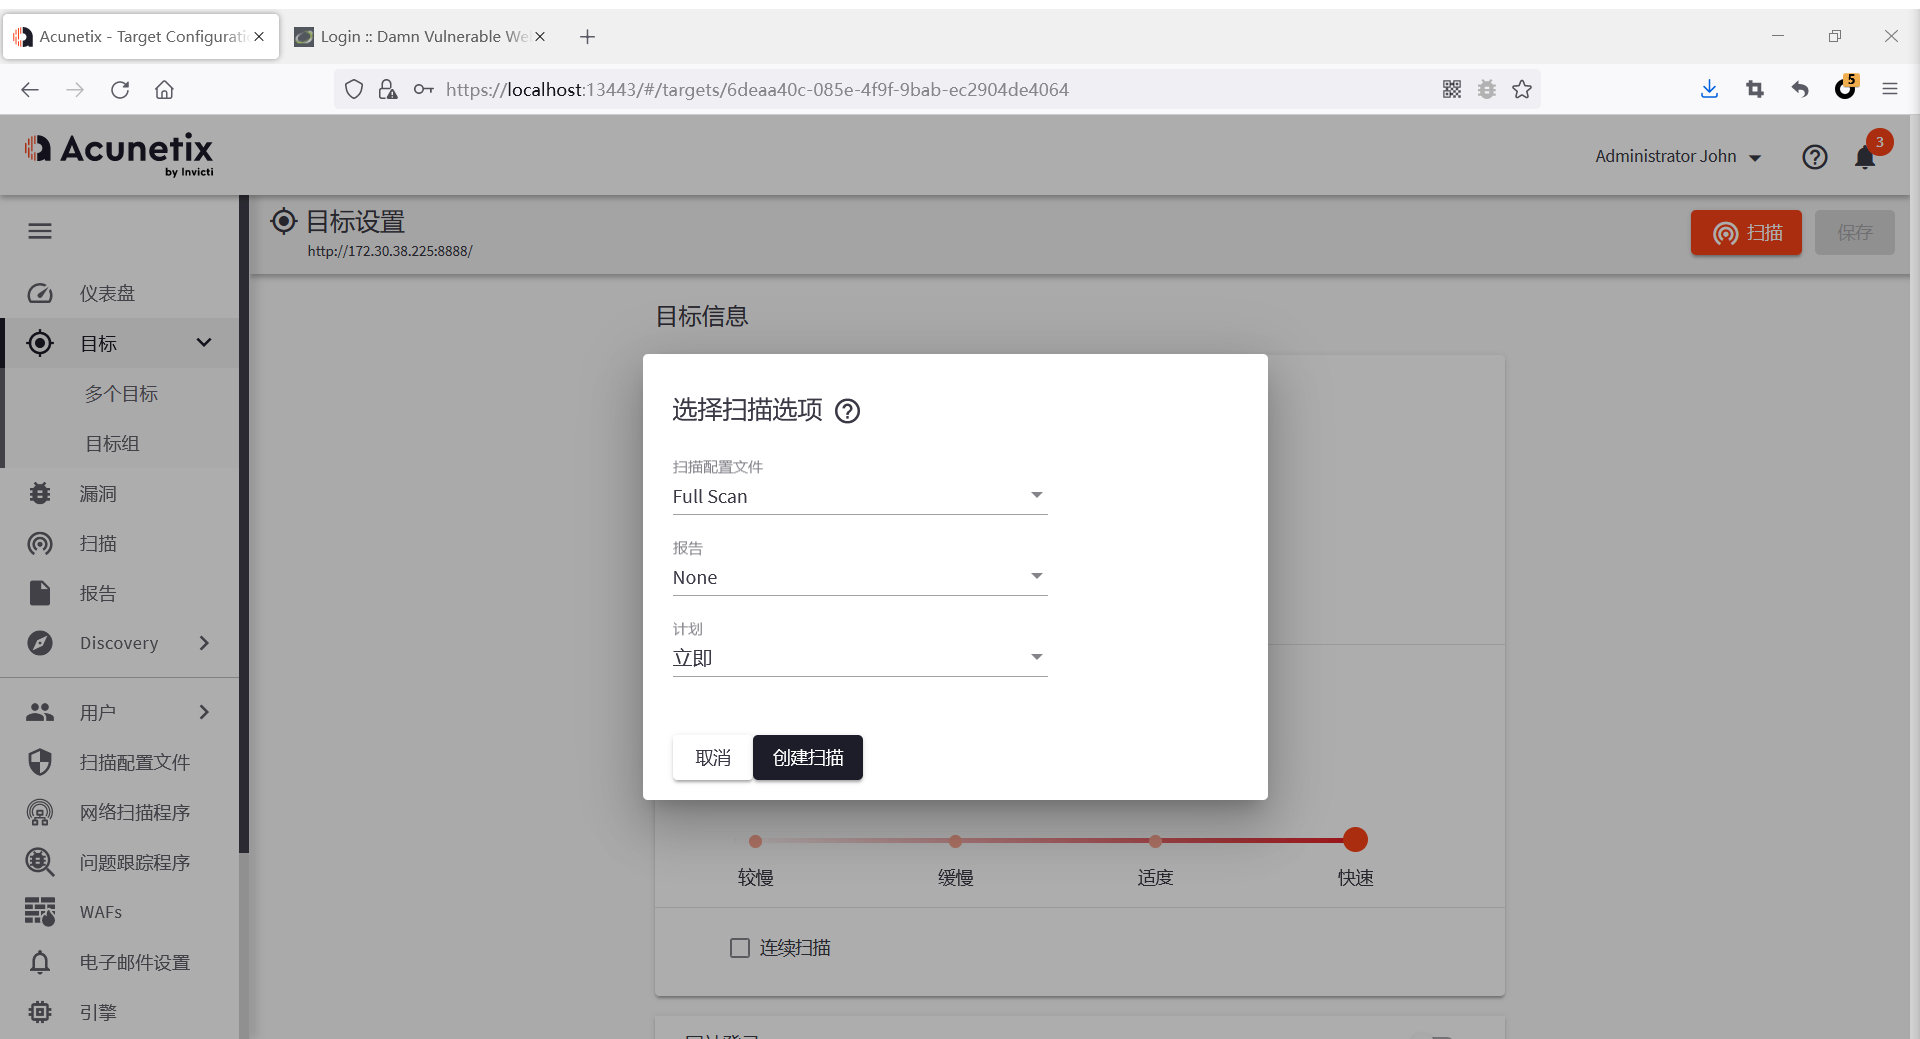 Acunetix - Target Configurati
Login :: Damn Vulnerable We
https://localhost:13443/#/targets/6deaa40c-085e-4f9f-9bab-ec2904de4064
5
Acunetix
by Invicti
Administrator John
3
目标设置
http://172.30.38.225:8888/
扫描
保存
仪表盘
目标
多个目标
目标组
漏洞
扫描
报告
Discovery
用户
扫描配置文件
网络扫描程序
问题跟踪程序
WAFs
电子邮件设置
引擎
目标信息
选择扫描选项
扫描配置文件
Full Scan
报告
None
计划
立即
取消
创建扫描
较慢
缓慢
适度
快速
连续扫描